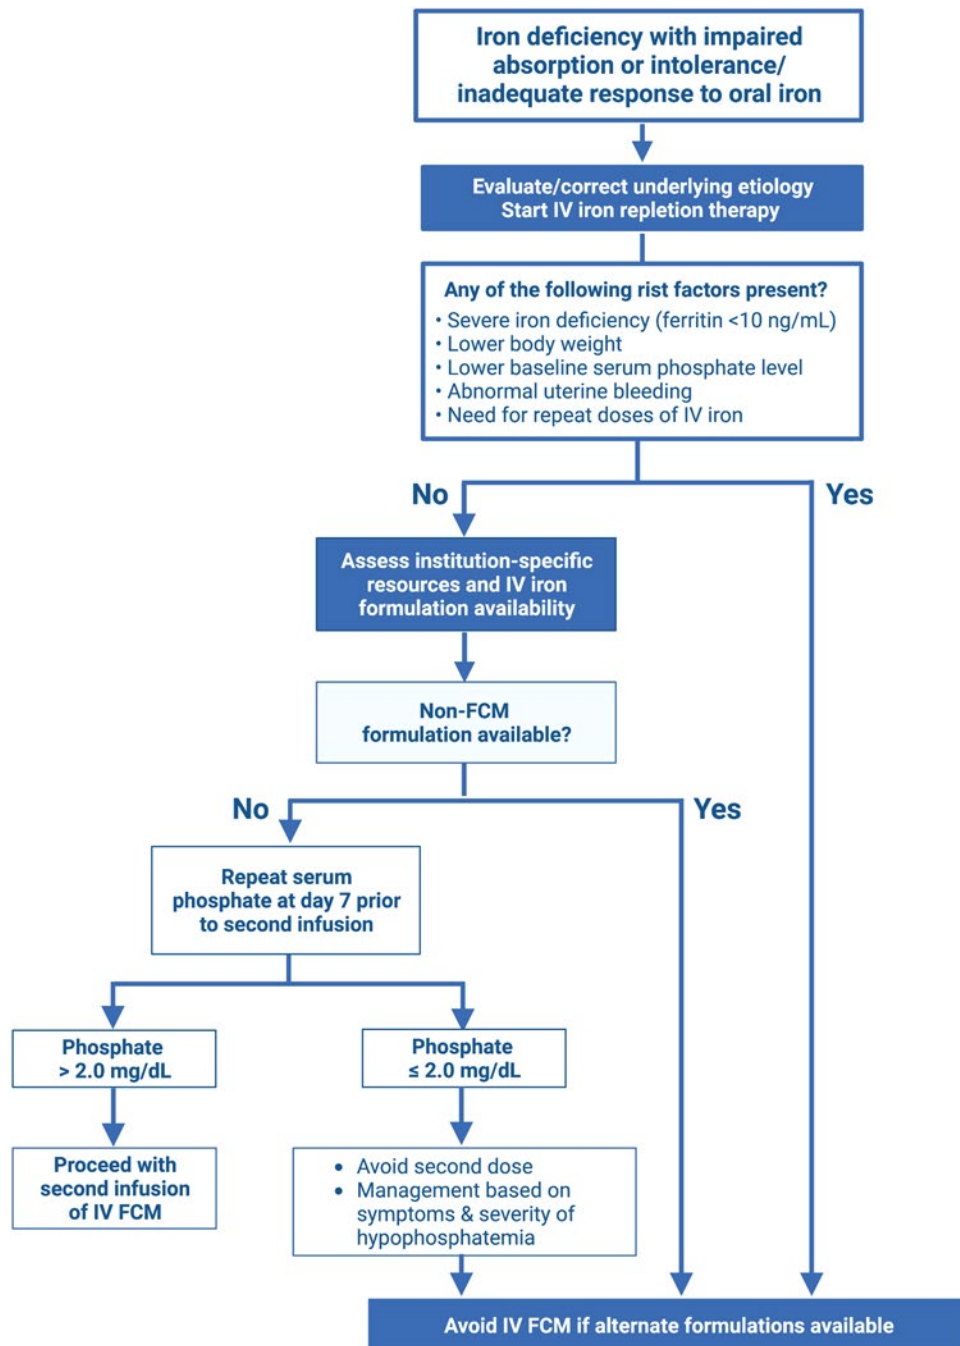 Iron deficiency with impaired
absorption or intolerance/
inadequate response to oral iron
Evaluate/correct underlying etiology
Start IV iron repletion therapy
Any of the following rist factors present?
• Severe iron deficiency (ferritin <10 ng/mL)
• Lower body weight
• Lower baseline serum phosphate level
• Abnormal uterine bleeding
• Need for repeat doses of IV iron
No
Yes
Assess institution-specific
resources and IV iron
formulation availability
Non-FCM
formulation available?
No
Yes
Repeat serum
phosphate at day 7 prior
to second infusion
Phosphate
> 2.0 mg/dL
Phosphate
≤ 2.0 mg/dL
Proceed with
second infusion
of IV FCM
• Avoid second dose
• Management based on
symptoms & severity of
hypophosphatemia
Avoid IV FCM if alternate formulations available